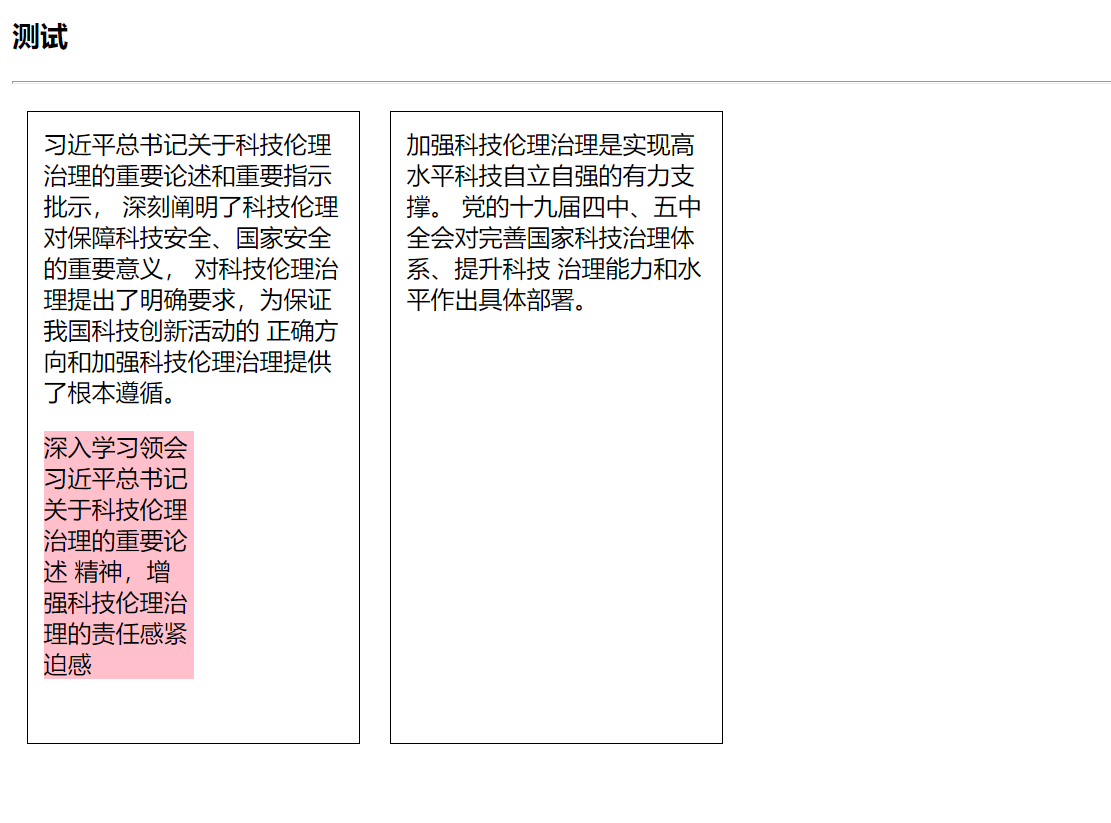 测试
习近平总书记关于科技伦理
治理的重要论述和重要指示
批示， 深刻阐明了科技伦理
对保障科技安全、国家安全
的重要意义， 对科技伦理治
理提出了明确要求，为保证
我国科技创新活动的 正确方
向和加强科技伦理治理提供
了根本遵循。
深入学习领会
习近平总书记
关于科技伦理
治理的重要论
述 精神，增
强科技伦理治
理的责任感紧
迫感
加强科技伦理治理是实现高
水平科技自立自强的有力支
撑。 党的十九届四中、五中
全会对完善国家科技治理体
系、提升科技 治理能力和水
平作出具体部署。